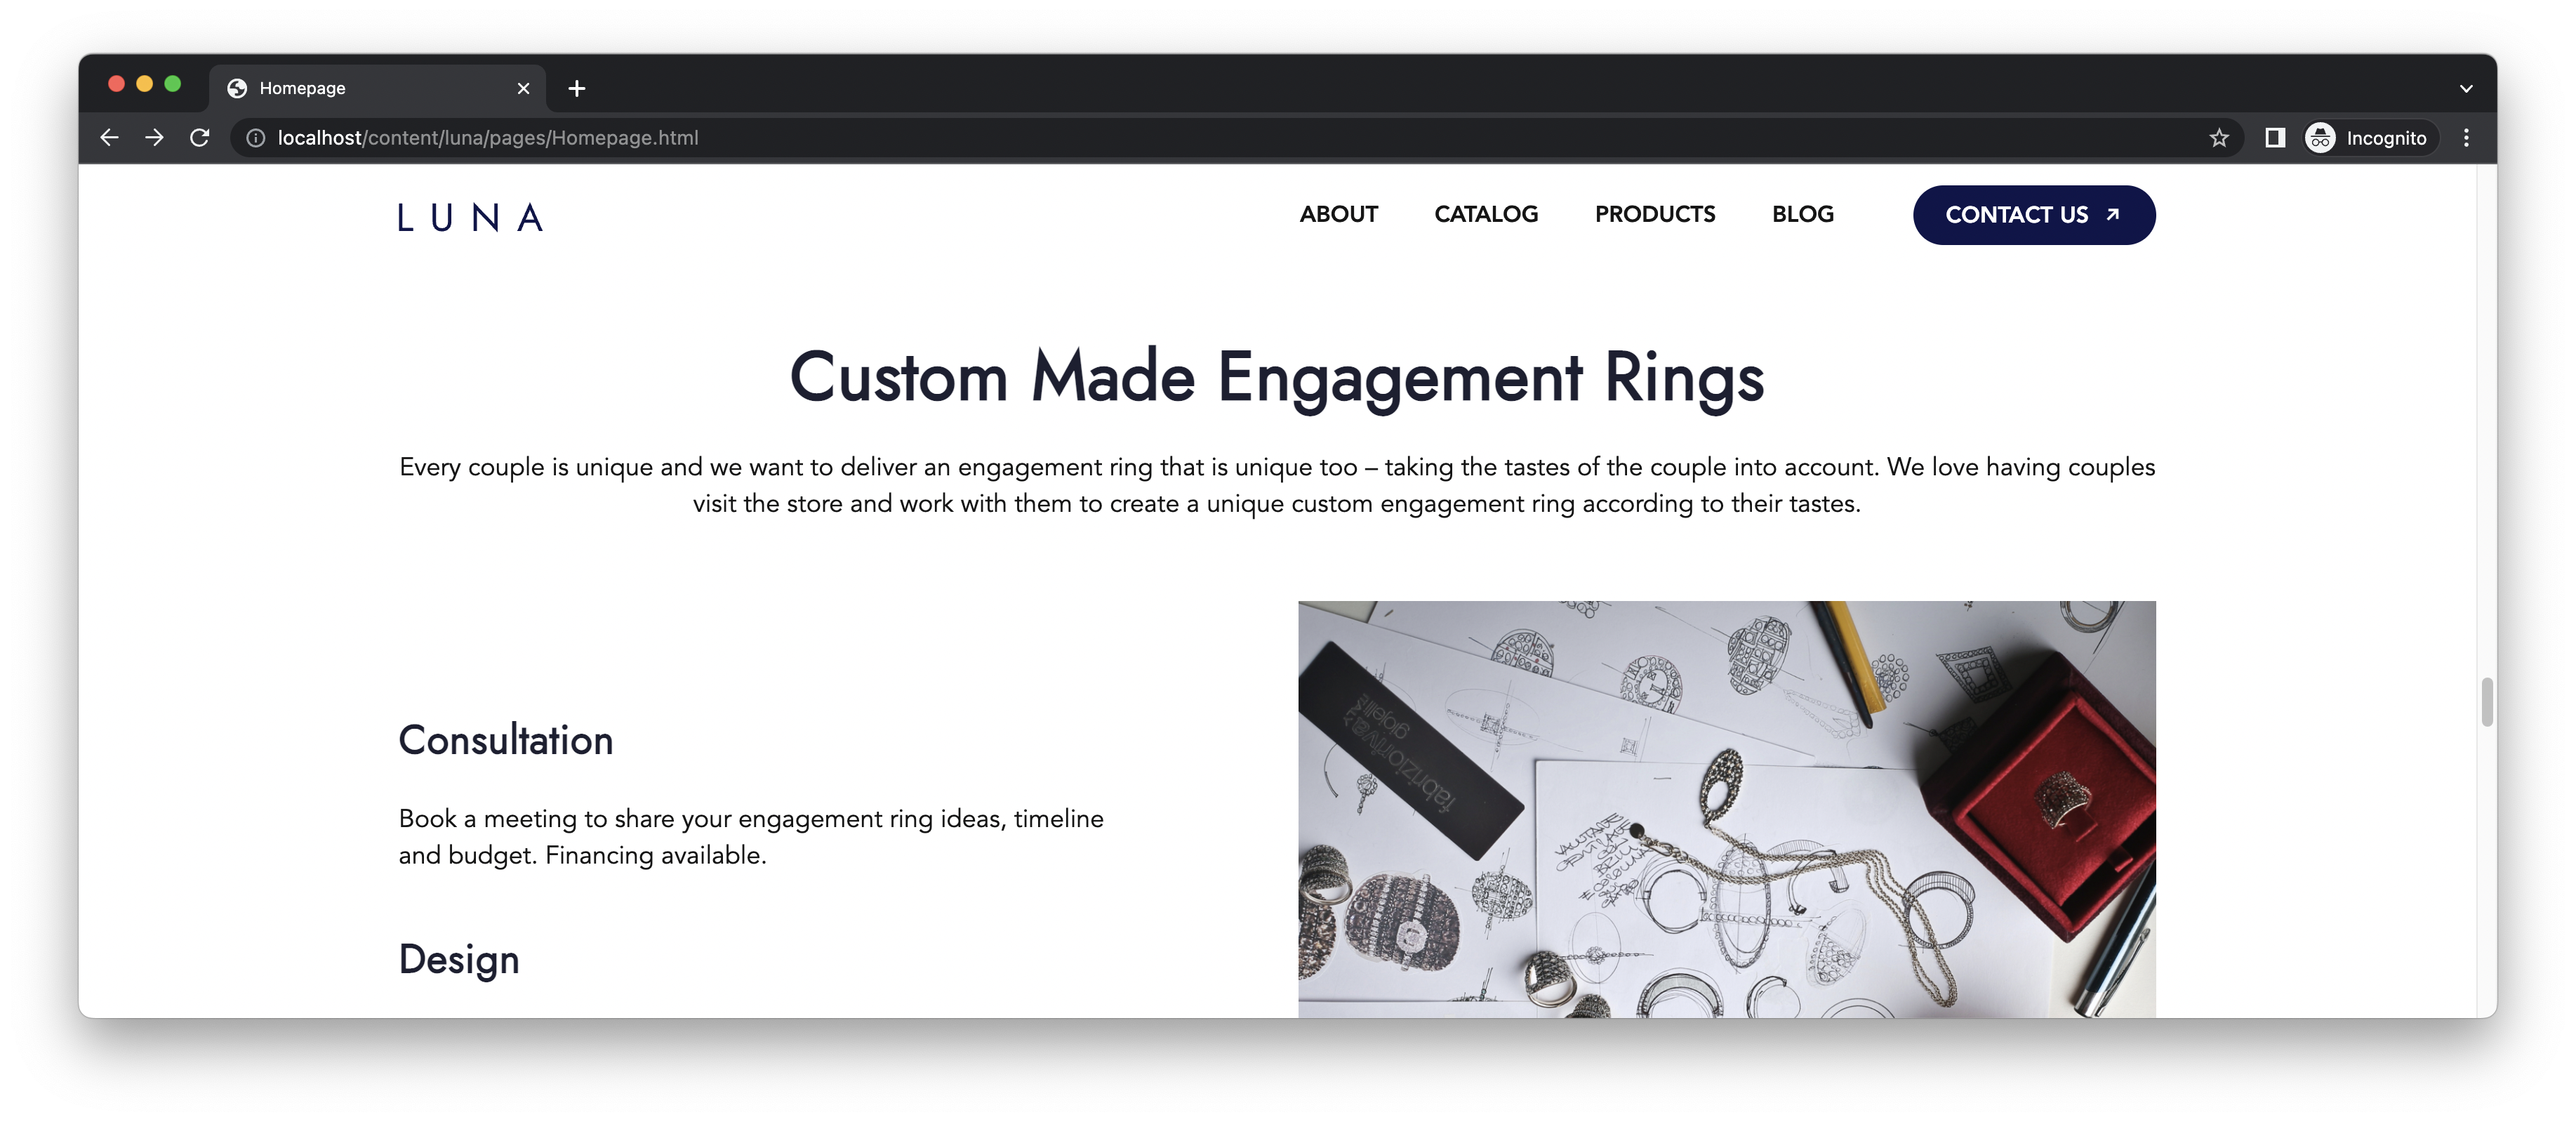 Homepage
localhost/content/luna/pages/Homepage.html
Incognito
LUNA
ABOUT CATALOG PRODUCTS BLOG CONTACT US
Custom Made Engagement Rings
Every couple is unique and we want to deliver an engagement ring that is unique too – taking the tastes of the couple into account. We love having couples
visit the store and work with them to create a unique custom engagement ring according to their tastes.
Consultation
Book a meeting to share your engagement ring ideas, timeline
and budget. Financing available.
Design
fabrizioriva
gioielli